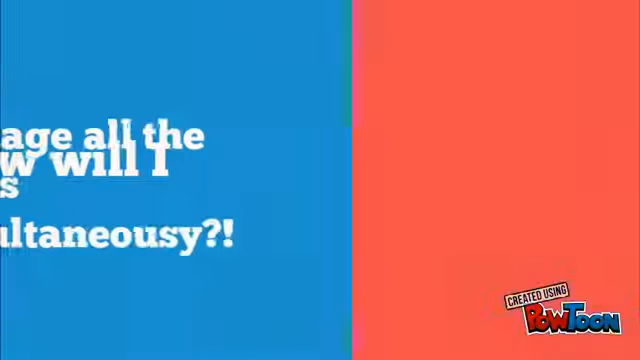 age all the
w will I
s
ultaneousy?!
CREATED USING
POWTOON